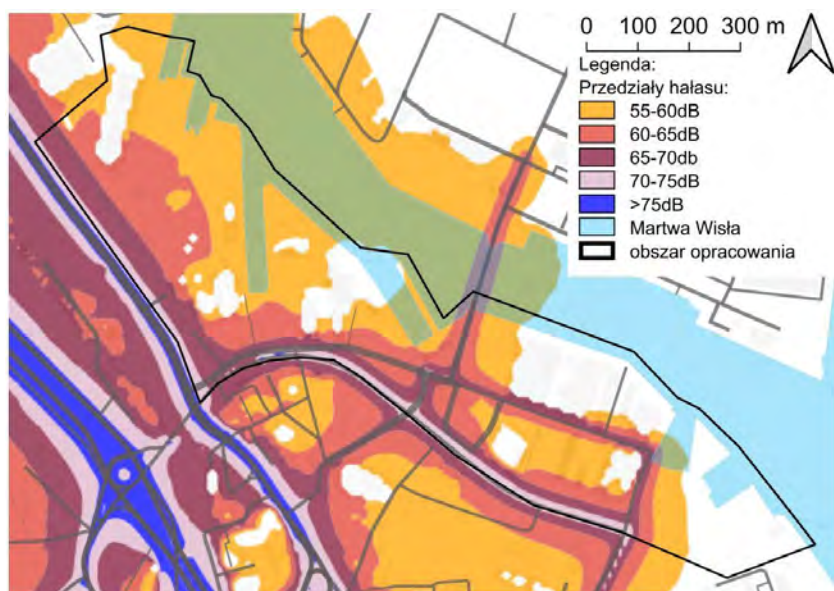 0 100 200 300 m
Legenda:
Przedziały hałasu:
55-60dB
60-65dB
65-70db
70-75dB
>75dB
Martwa Wisła
obszar opracowania